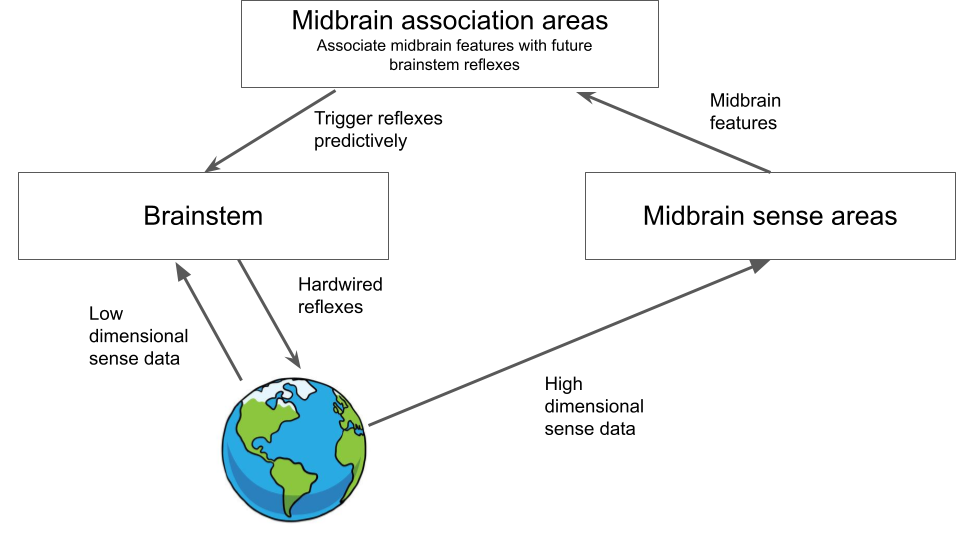 Midbrain association areas
Associate midbrain features with future
brainstem reflexes
Midbrain
features
Trigger reflexes
predictively
Brainstem
Midbrain sense areas
Hardwired
reflexes
Low
dimensional
sense data
High
dimensional
sense data